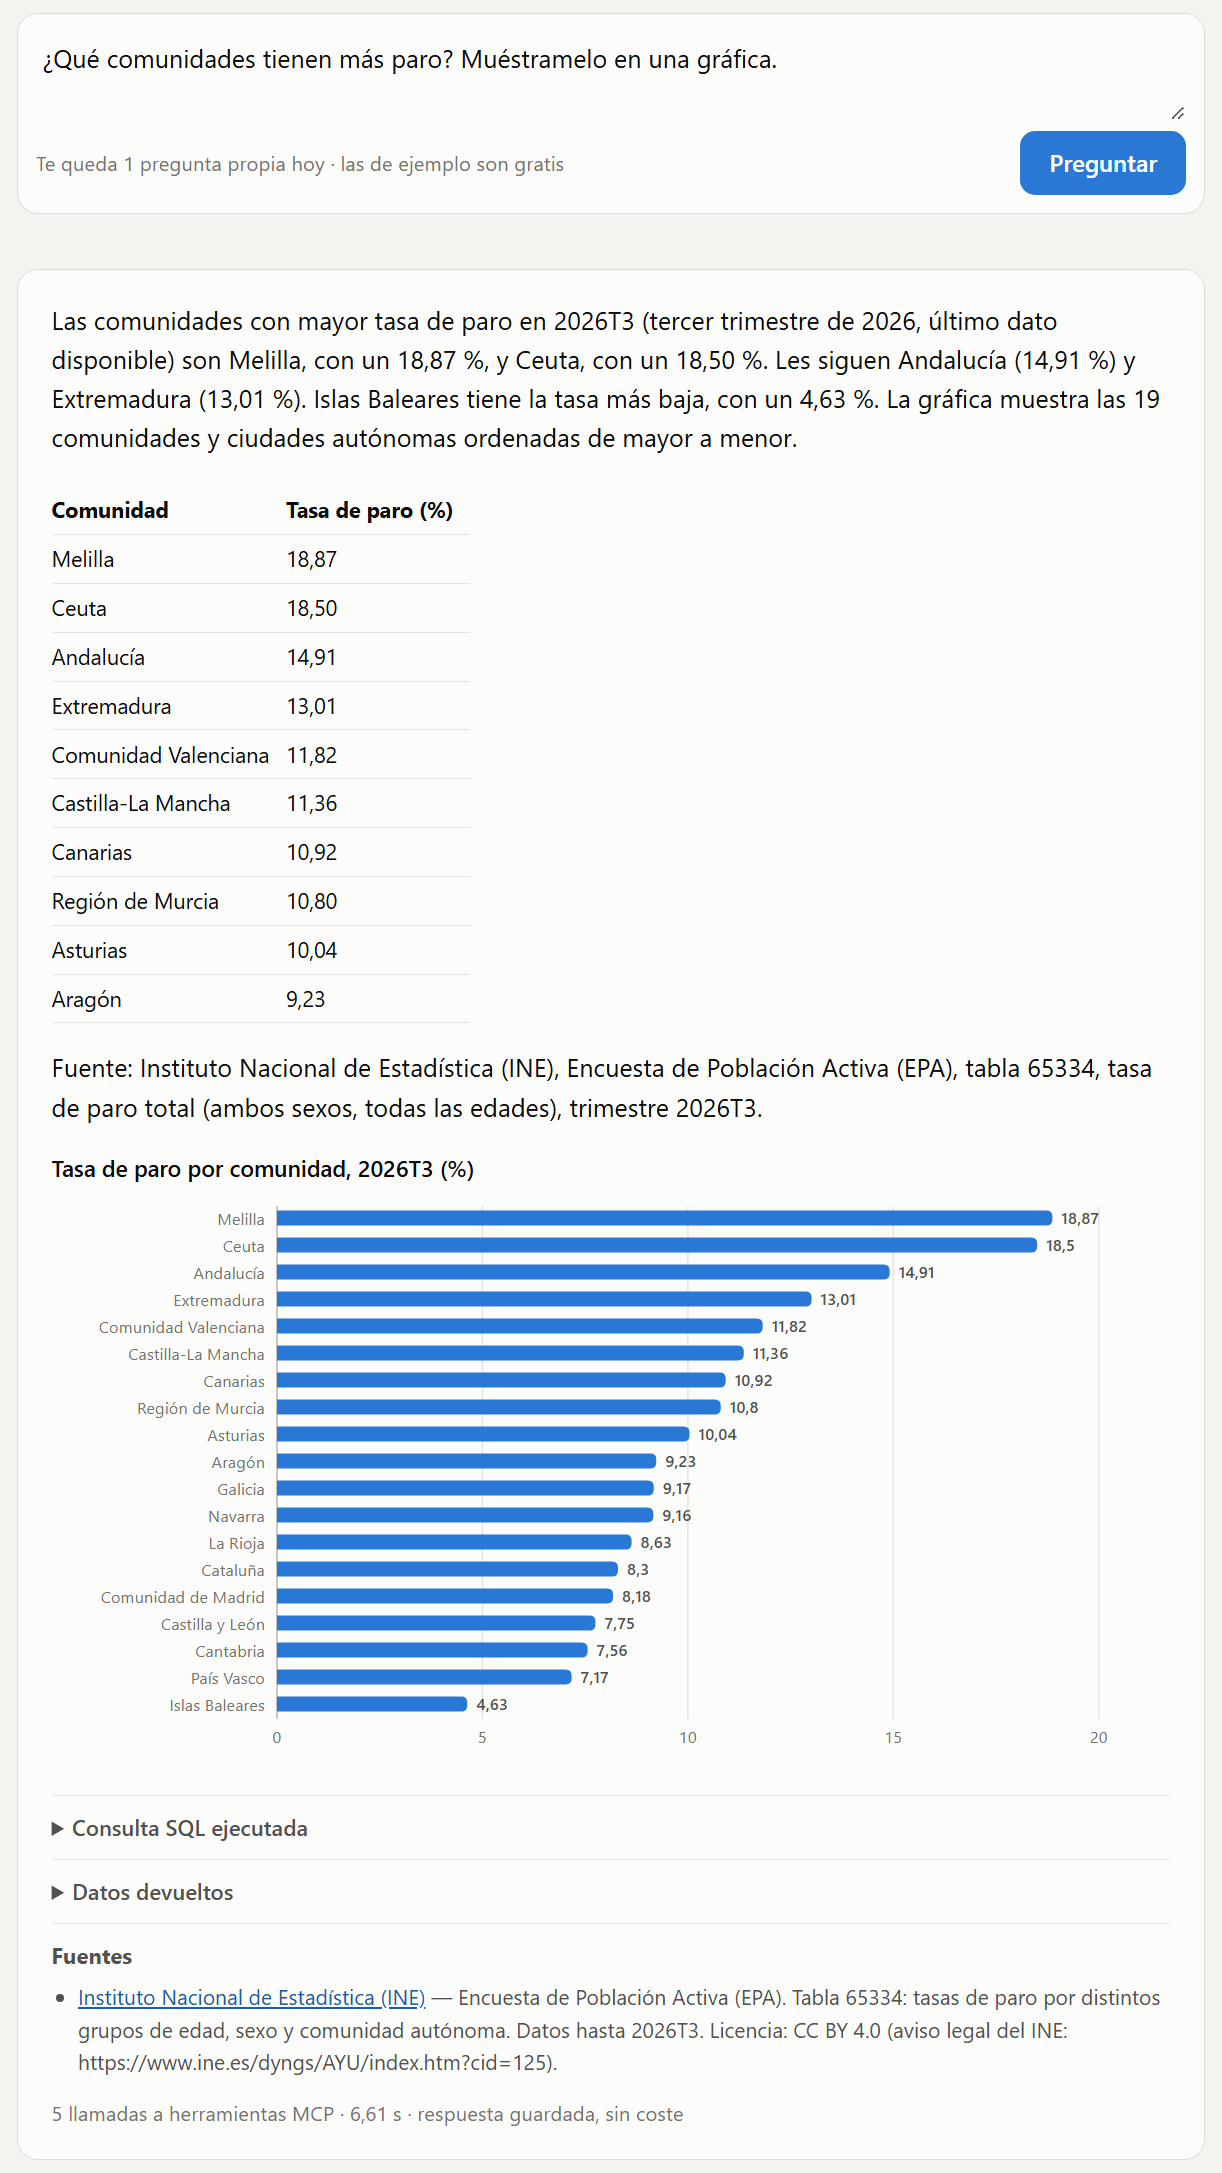 ¿Qué comunidades tienen más paro? Muéstramelo en una gráfica.
Te queda 1 pregunta propia hoy · las de ejemplo son gratis
Preguntar
Las comunidades con mayor tasa de paro en 2026T3 (tercer trimestre de 2026, último dato
disponible) son Melilla, con un 18,87 %, y Ceuta, con un 18,50 %. Les siguen Andalucía (14,91 %) y
Extremadura (13,01 %). Islas Baleares tiene la tasa más baja, con un 4,63 %. La gráfica muestra las 19
comunidades y ciudades autónomas ordenadas de mayor a menor.
Comunidad Tasa de paro (%)
Melilla 18,87
Ceuta 18,50
Andalucía 14,91
Extremadura 13,01
Comunidad Valenciana 11,82
Castilla-La Mancha 11,36
Canarias 10,92
Región de Murcia 10,80
Asturias 10,04
Aragón 9,23
Fuente: Instituto Nacional de Estadística (INE), Encuesta de Población Activa (EPA), tabla 65334, tasa
de paro total (ambos sexos, todas las edades), trimestre 2026T3.
Tasa de paro por comunidad, 2026T3 (%)
Melilla 18,87
Ceuta 18,5
Andalucía 14,91
Extremadura 13,01
Comunidad Valenciana 11,82
Castilla-La Mancha 11,36
Canarias 10,92
Región de Murcia 10,8
Asturias 10,04
Aragón 9,23
Galicia 9,17
Navarra 9,16
La Rioja 8,63
Cataluña 8,3
Comunidad de Madrid 8,18
Castilla y León 7,75
Cantabria 7,56
País Vasco 7,17
Islas Baleares 4,63
0 5 10 15 20
Consulta SQL ejecutada
Datos devueltos
Fuentes
Instituto Nacional de Estadística (INE) — Encuesta de Población Activa (EPA). Tabla 65334: tasas de paro por distintos
grupos de edad, sexo y comunidad autónoma. Datos hasta 2026T3. Licencia: CC BY 4.0 (aviso legal del INE:
https://www.ine.es/dyngs/AYU/index.htm?cid=125).
5 llamadas a herramientas MCP · 6,61 s · respuesta guardada, sin coste